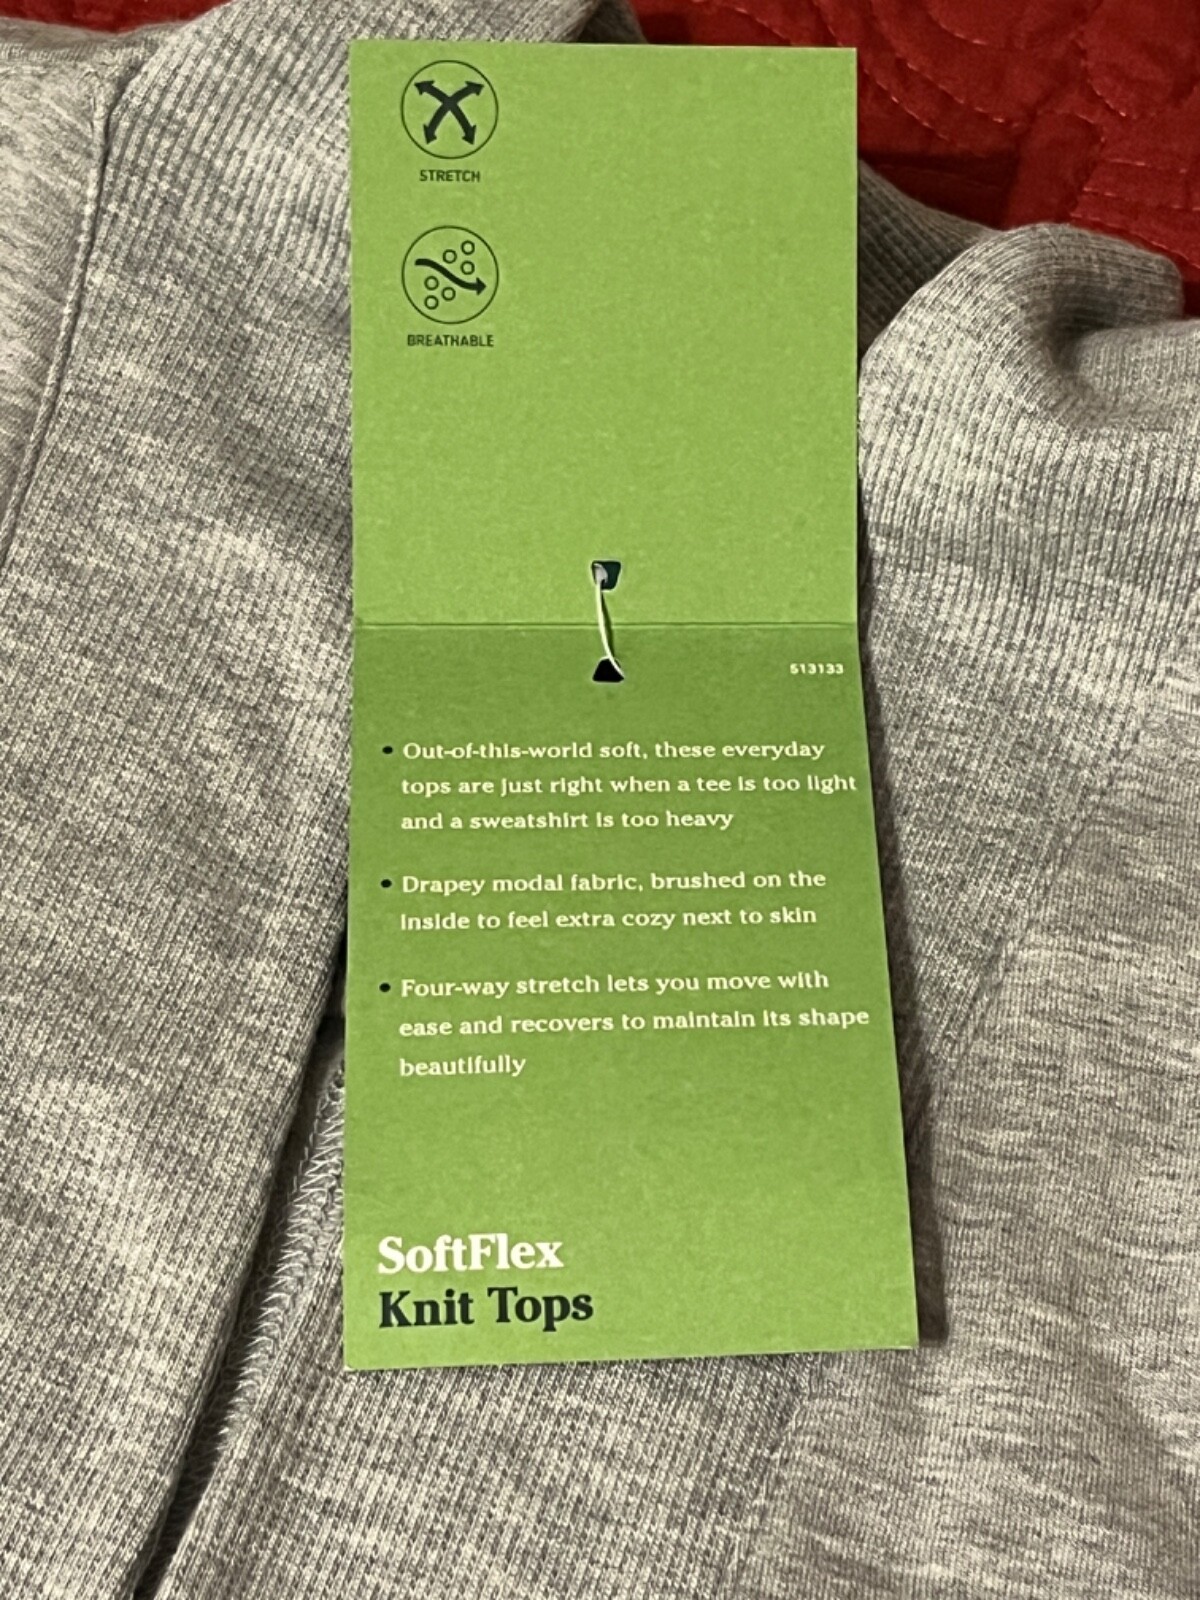 STRETCH
BREATHABLE
513133
• Out-of-this-world soft, these everyday
tops are just right when a tee is too light
and a sweatshirt is too heavy
• Drapey modal fabric, brushed on the
inside to feel extra cozy next to skin
• Four-way stretch lets you move with
ease and recovers to maintain its shape
beautifully
SoftFlex
Knit Tops